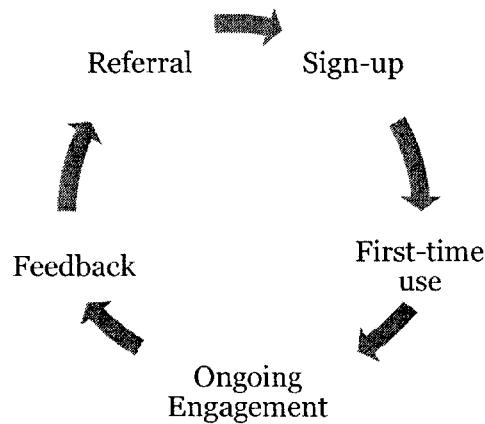 Referral
Sign-up
First-time
use
Ongoing
Engagement
Feedback